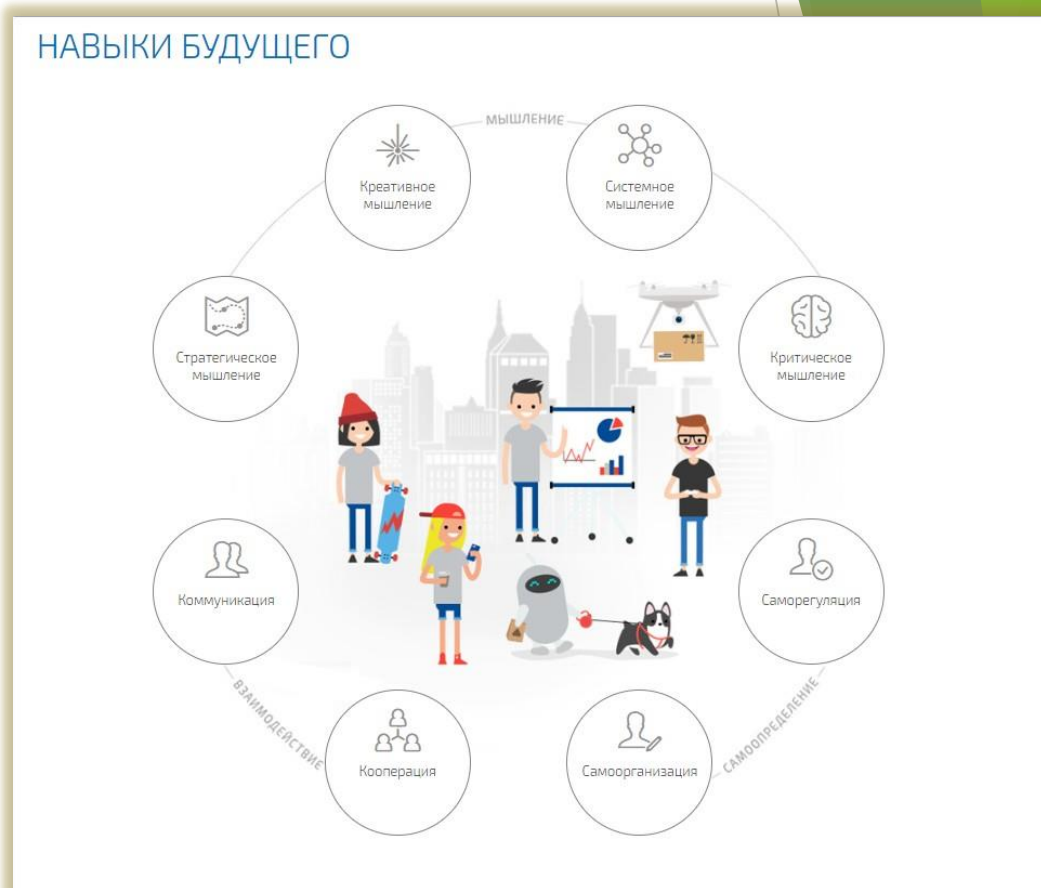 НАВЫКИ БУДУЩЕГО
МЫШЛЕНИЕ
Креативное
мышление
Системное
мышление
Стратегическое
мышление
Критическое
мышление
Коммуникация
Саморегуляция
ВЗАИМОДЕЙСТВИЕ
САМООПРЕДЕЛЕНИЕ
Кооперация
Самоорганизация